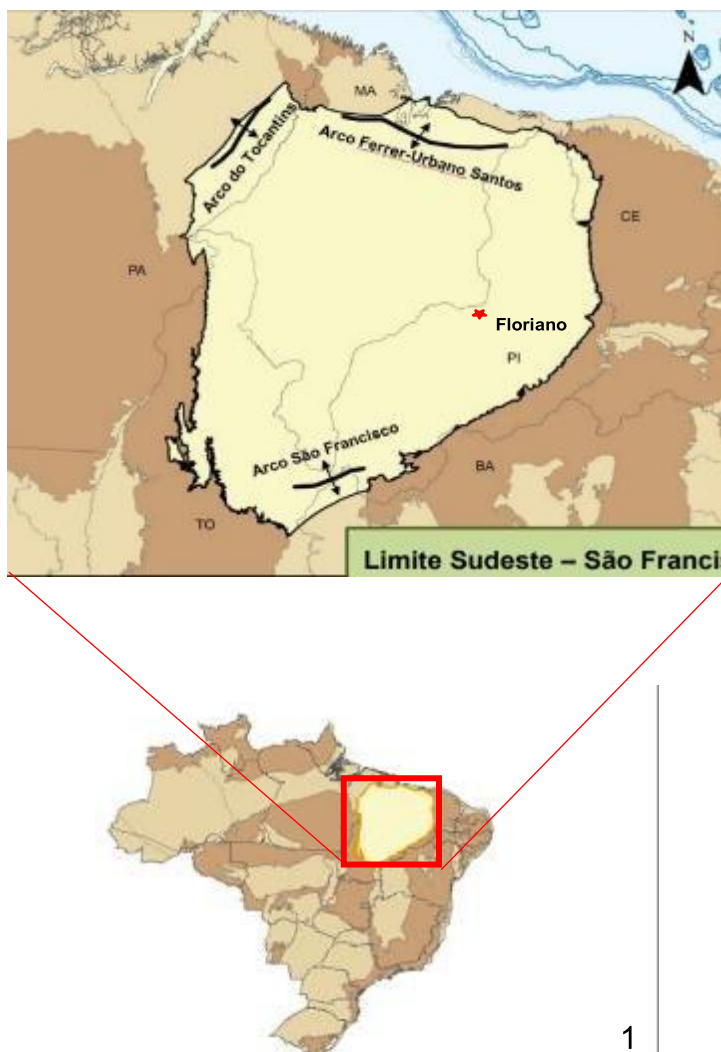 N
MA
Arco do Tocantins
Arco Ferrer-Urbano Santos
CE
PA
Floriano
PI
Arco São Francisco
BA
TO
Limite Sudeste – São Francis
1